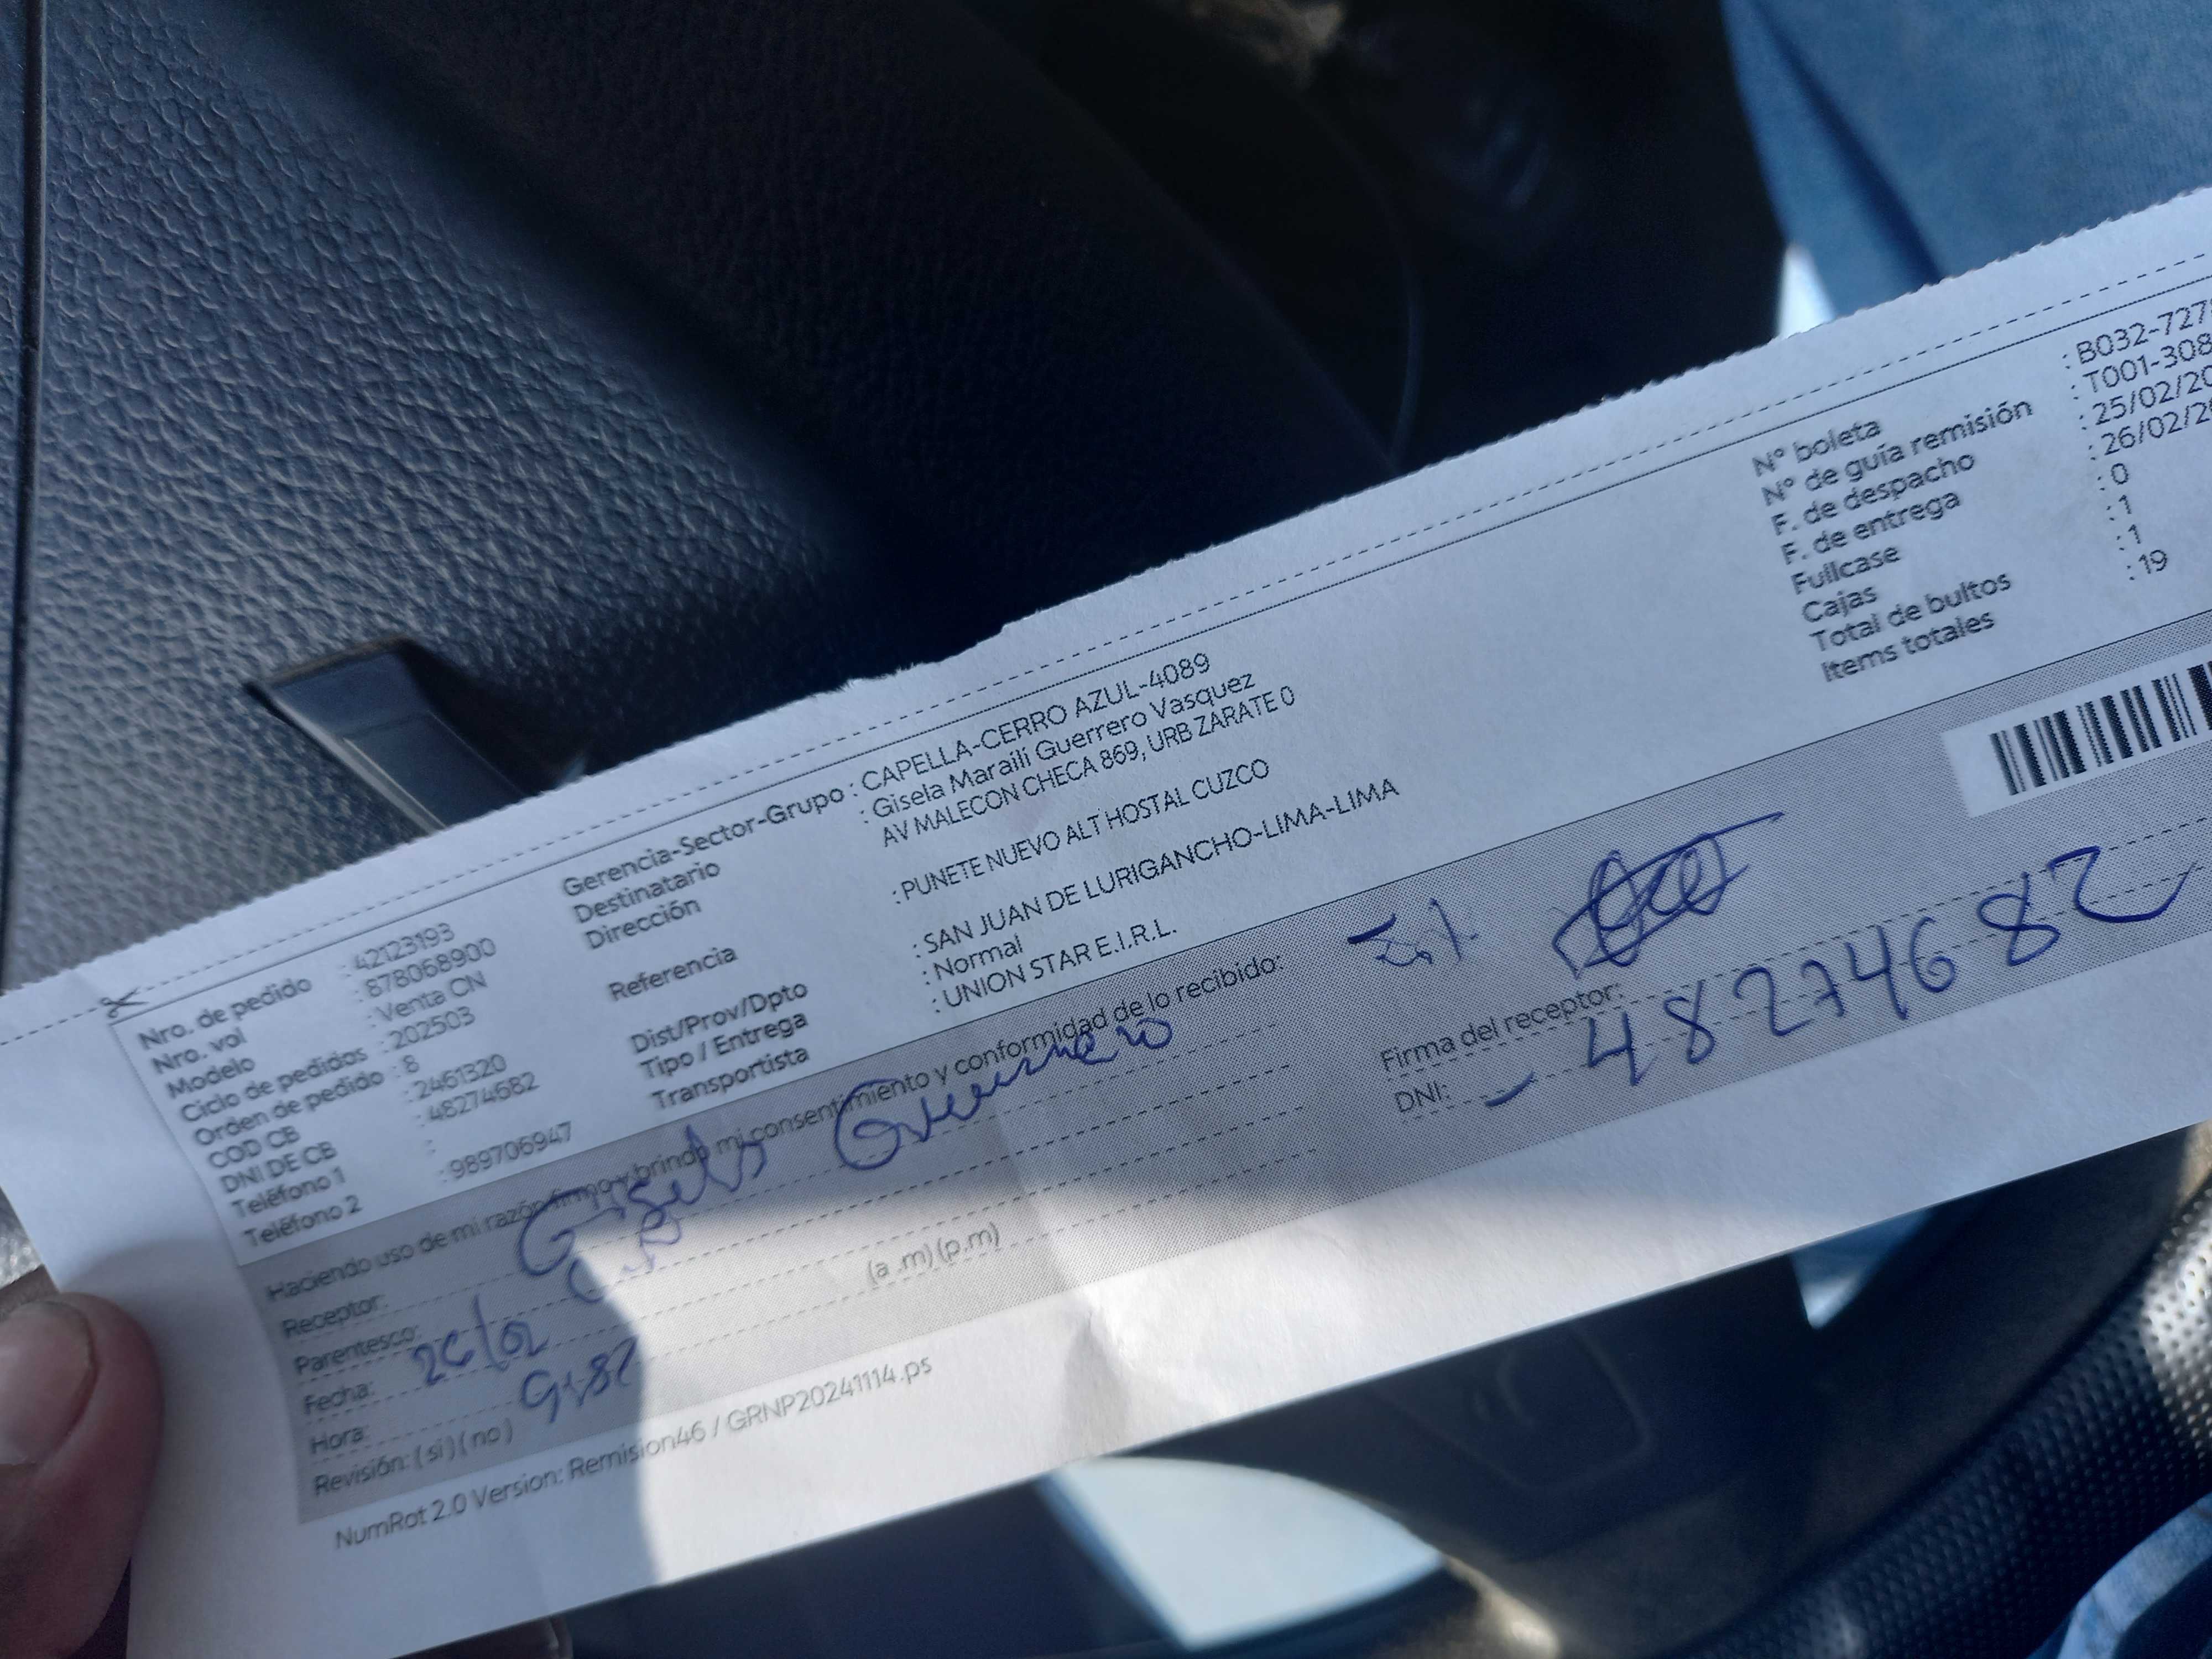 Nro. de pedido : 42123193
Nro. vol : 878068900
Modelo : Venta CN
Ciclo de pedidos : 202503
Orden de pedido : 8
COD CB : 2461320
DNI DE CB : 48274682
Teléfono 1 :
Teléfono 2 : 989706947
Gerencia-Sector-Grupo : CAPELLA-CERRO AZUL-4089
Destinatario : Gisela Maraili Guerrero Vasquez
Dirección AV MALECON CHECA 869, URB ZARATE 0
Referencia : PUNETE NUEVO ALT HOSTAL CUZCO
Dist/Prov/Dpto : SAN JUAN DE LURIGANCHO-LIMA-LIMA
Tipo / Entrega : Normal
Transportista : UNION STAR E.I.R.L.
N° boleta : B032-727
N° de guía remisión : T001-308
F. de despacho : 25/02/20
F. de entrega : 26/02/2
Fullcase : 0
Cajas : 1
Total de bultos : 1
Items totales : 19
Haciendo uso de mi razón firmo y brindo mi consentimiento y conformidad de lo recibido:
Receptor: Gisela Guerrero
Parentesco:
Fecha: 26/02
Hora: (a .m) (p.m)
Revisión: ( si ) ( no )
Firma del receptor:
DNI: - 48274682
NumRot 2.0 Version: Remision46 / GRNP20241114.ps